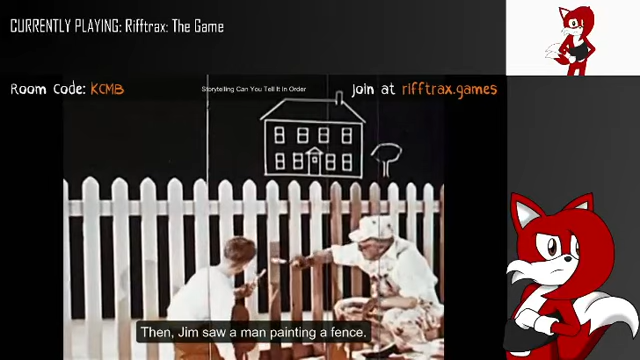 CURRENTLY PLAYING: Rifftrax: The Game
Room Code: KCMB
Storytelling Can You Tell It In Order
join at rifftrax.games
Then, Jim saw a man painting a fence.